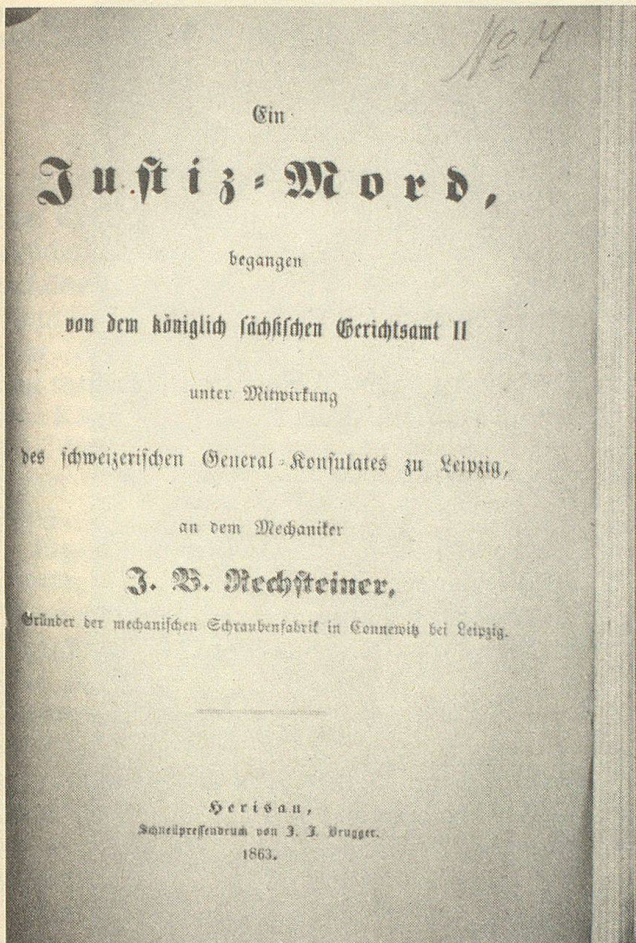 No 7
Ein
Justiz-Mord,
begangen
von dem königlich sächsischen Gerichtsamt II
unter Mitwirkung
des schweizerischen General-Konsulates zu Leipzig,
an dem Mechaniker
J. B. Rechsteiner,
Gründer der mechanischen Schraubenfabrik in Connewitz bei Leipzig.
Herisau,
Schnellpressendruck von J. J. Brugger.
1863.